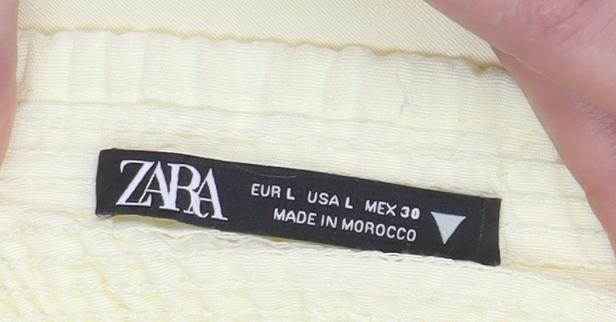 ZARA
EUR L USA L MEX 30
MADE IN MOROCCO